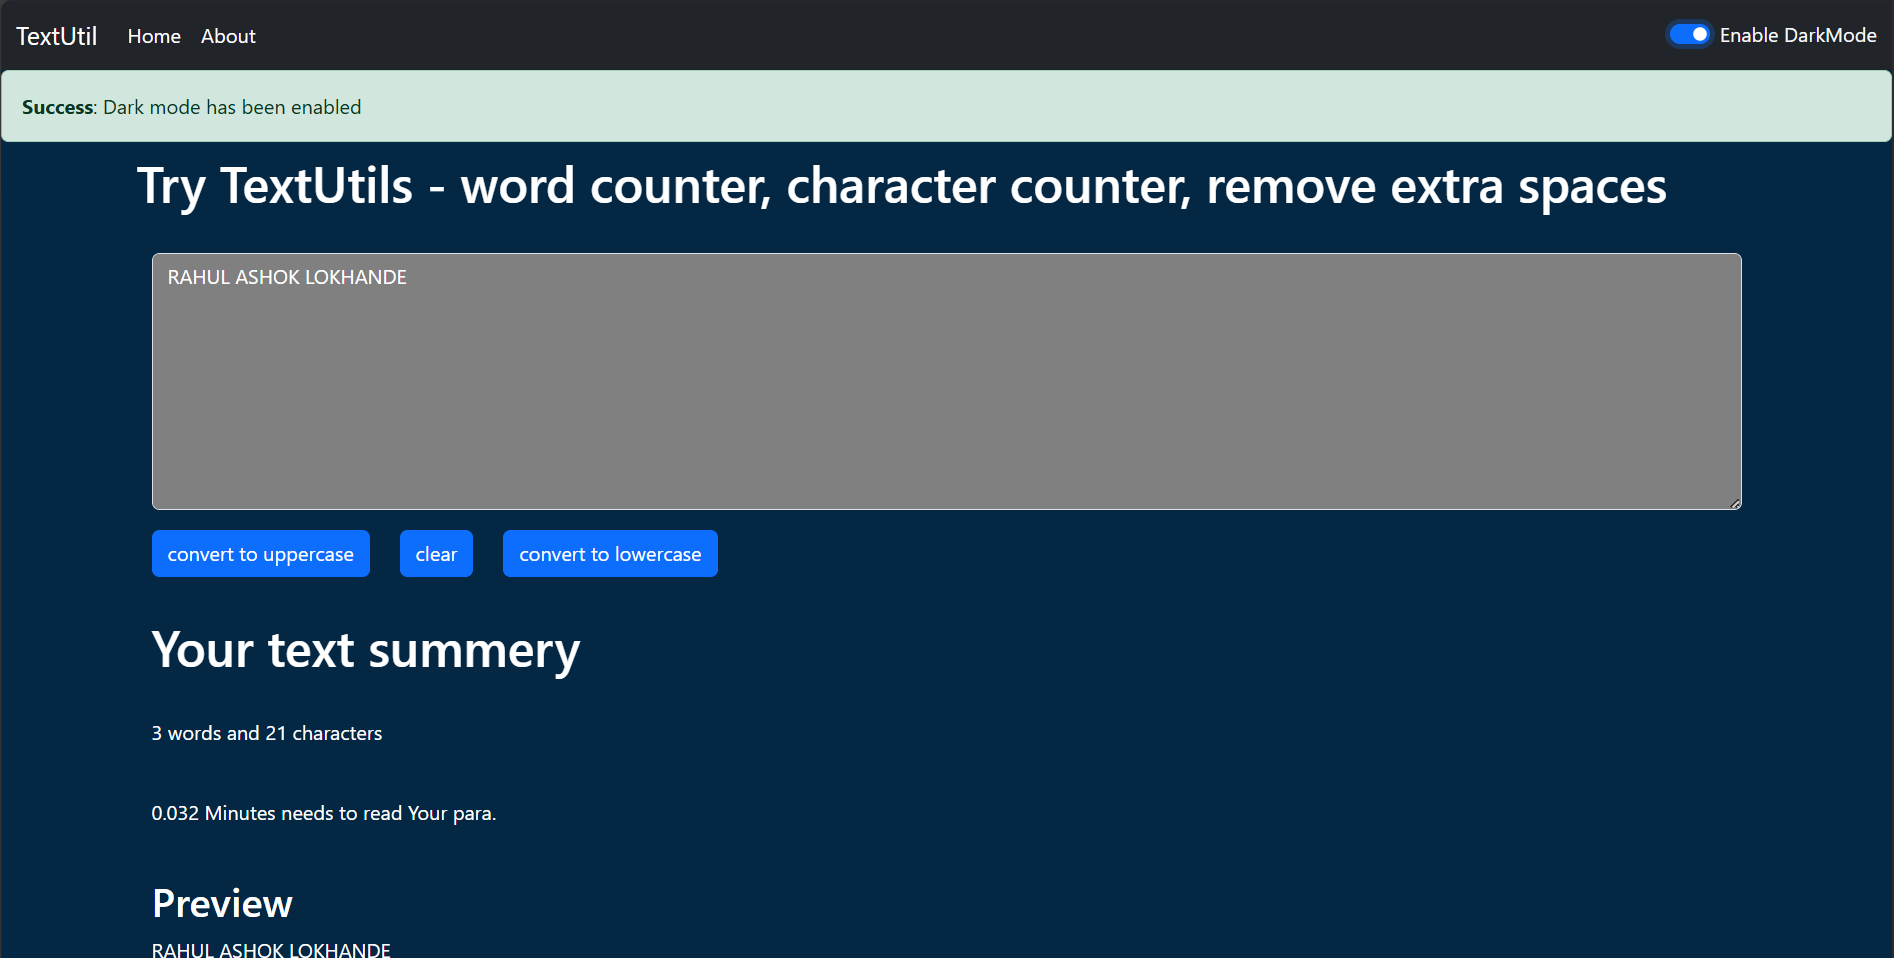 TextUtil Home About Enable DarkMode
Success: Dark mode has been enabled
Try TextUtils - word counter, character counter, remove extra spaces
RAHUL ASHOK LOKHANDE
convert to uppercase clear convert to lowercase
Your text summery
3 words and 21 characters
0.032 Minutes needs to read Your para.
Preview
RAHUL ASHOK LOKHANDE